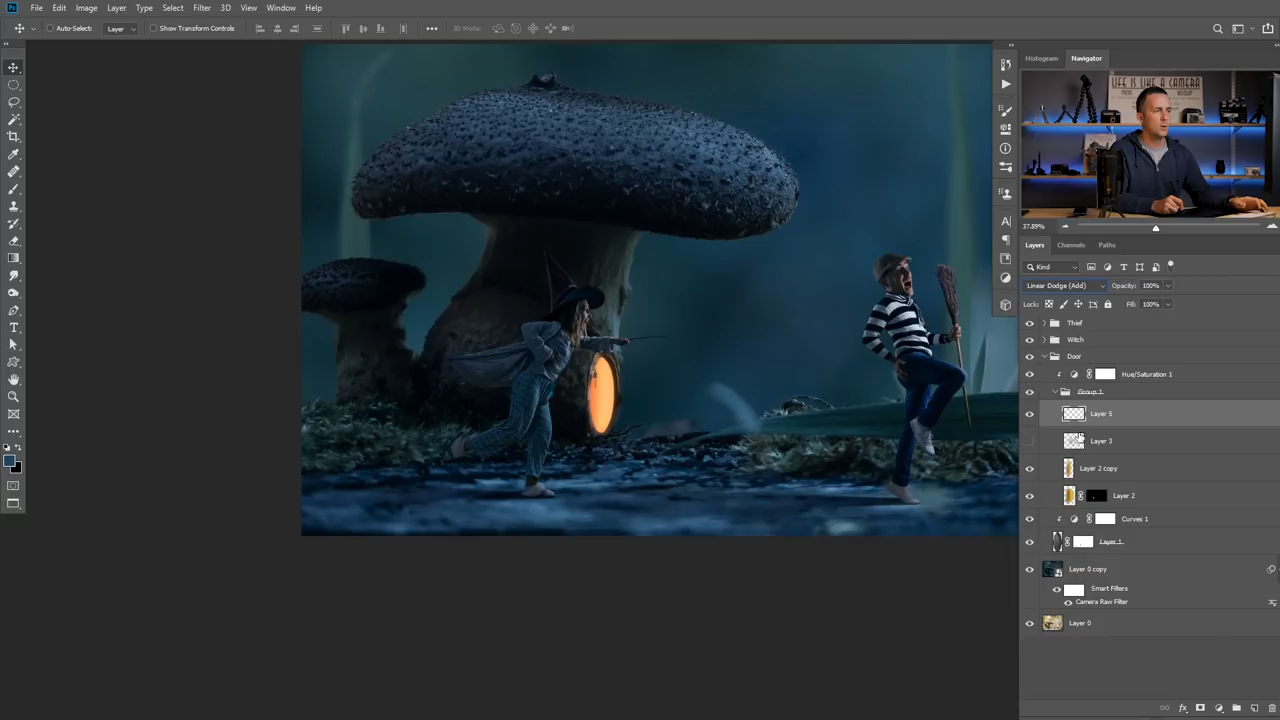 Ps File Edit Image Layer Type Select Filter 3D View Window Help
Auto-Select: Layer Show Transform Controls 3D Mode:
Histogram Navigator
LIFE IS LIKE A CAMERA
37.89%
Layers Channels Paths
Kind
Linear Dodge (Add) Opacity: 100%
Lock: Fill: 100%
Thief
Witch
Door
Hue/Saturation 1
Group 1
Layer 5
Layer 3
Layer 2 copy
Layer 2
Curves 1
Layer 1
Layer 0 copy
Smart Filters
Camera Raw Filter
Layer 0